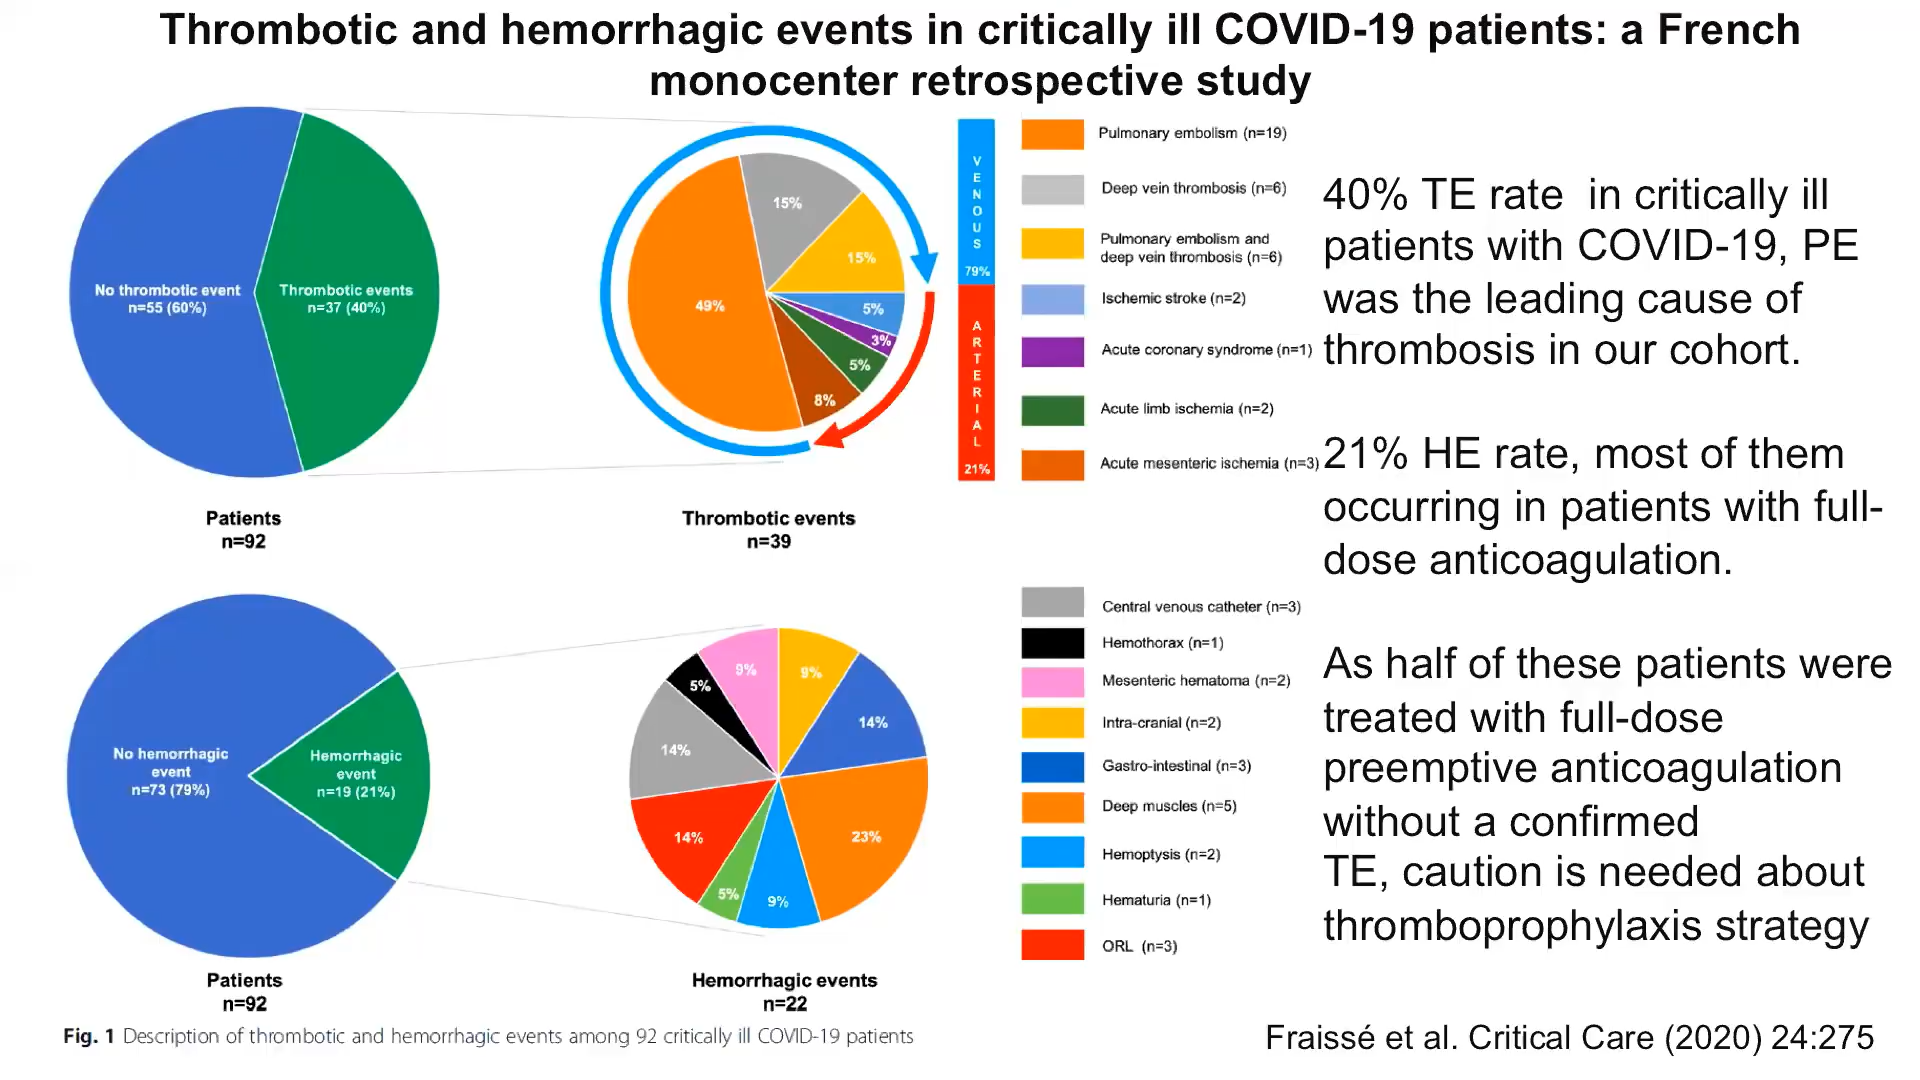 Thrombotic and hemorrhagic events in critically ill COVID-19 patients: a French
monocenter retrospective study
No thrombotic event
n=55 (60%)
Thrombotic events
n=37 (40%)
Patients
n=92
15%
15%
49%
5%
3%
5%
8%
Thrombotic events
n=39
VENOUS
79%
ARTERIAL
21%
Pulmonary embolism (n=19)
Deep vein thrombosis (n=6)
Pulmonary embolism and
deep vein thrombosis (n=6)
Ischemic stroke (n=2)
Acute coronary syndrome (n=1)
Acute limb ischemia (n=2)
Acute mesenteric ischemia (n=3)
40% TE rate in critically ill
patients with COVID-19, PE
was the leading cause of
thrombosis in our cohort.
21% HE rate, most of them
occurring in patients with full-
dose anticoagulation.
As half of these patients were
treated with full-dose
preemptive anticoagulation
without a confirmed
TE, caution is needed about
thromboprophylaxis strategy
No hemorrhagic
event
n=73 (79%)
Hemorrhagic
event
n=19 (21%)
Patients
n=92
9%
9%
5%
14%
14%
14%
23%
5%
9%
Hemorrhagic events
n=22
Central venous catheter (n=3)
Hemothorax (n=1)
Mesenteric hematoma (n=2)
Intra-cranial (n=2)
Gastro-intestinal (n=3)
Deep muscles (n=5)
Hemoptysis (n=2)
Hematuria (n=1)
ORL (n=3)
Fig. 1 Description of thrombotic and hemorrhagic events among 92 critically ill COVID-19 patients
Fraissé et al. Critical Care (2020) 24:275